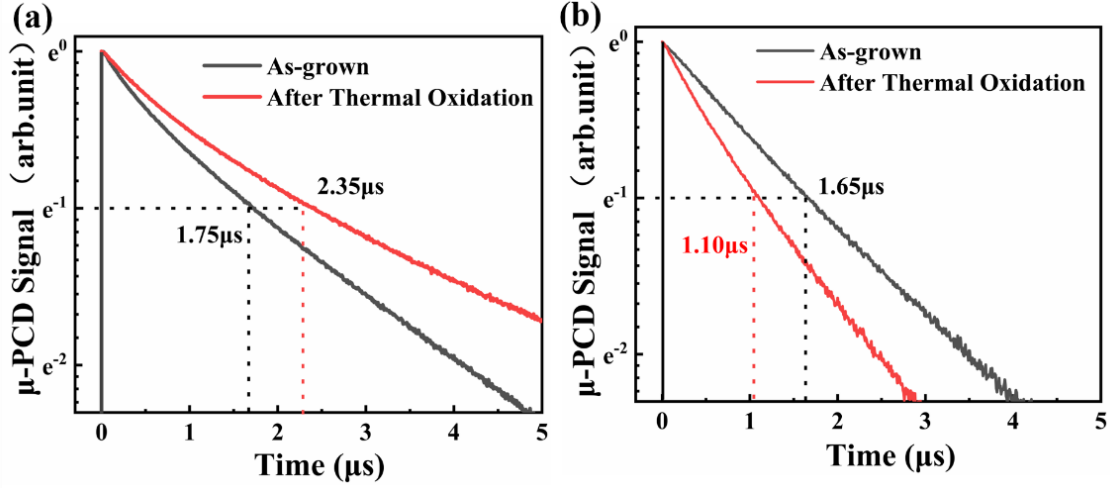 (a)
μ-PCD Signal（arb.unit）
e⁰
e⁻¹
e⁻²
As-grown
After Thermal Oxidation
2.35μs
1.75μs
0 1 2 3 4 5
Time (μs)
(b)
μ-PCD Signal（arb.unit）
e⁰
e⁻¹
e⁻²
As-grown
After Thermal Oxidation
1.65μs
1.10μs
0 1 2 3 4 5
Time (μs)